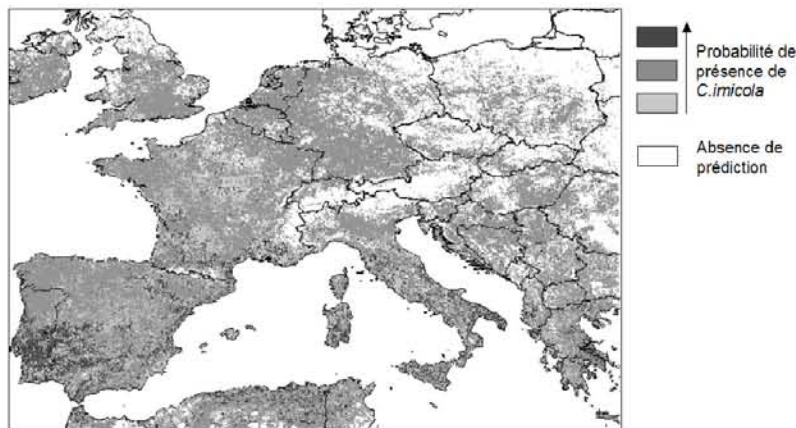 Probabilité de
présence de
C.imicola
Absence de
prédiction